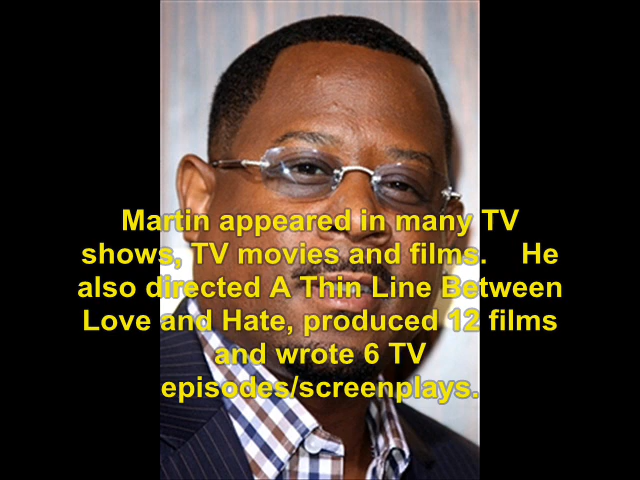 Martin appeared in many TV
shows, TV movies and films.    He
also directed A Thin Line Between
Love and Hate, produced 12 films
and wrote 6 TV
episodes/screenplays.